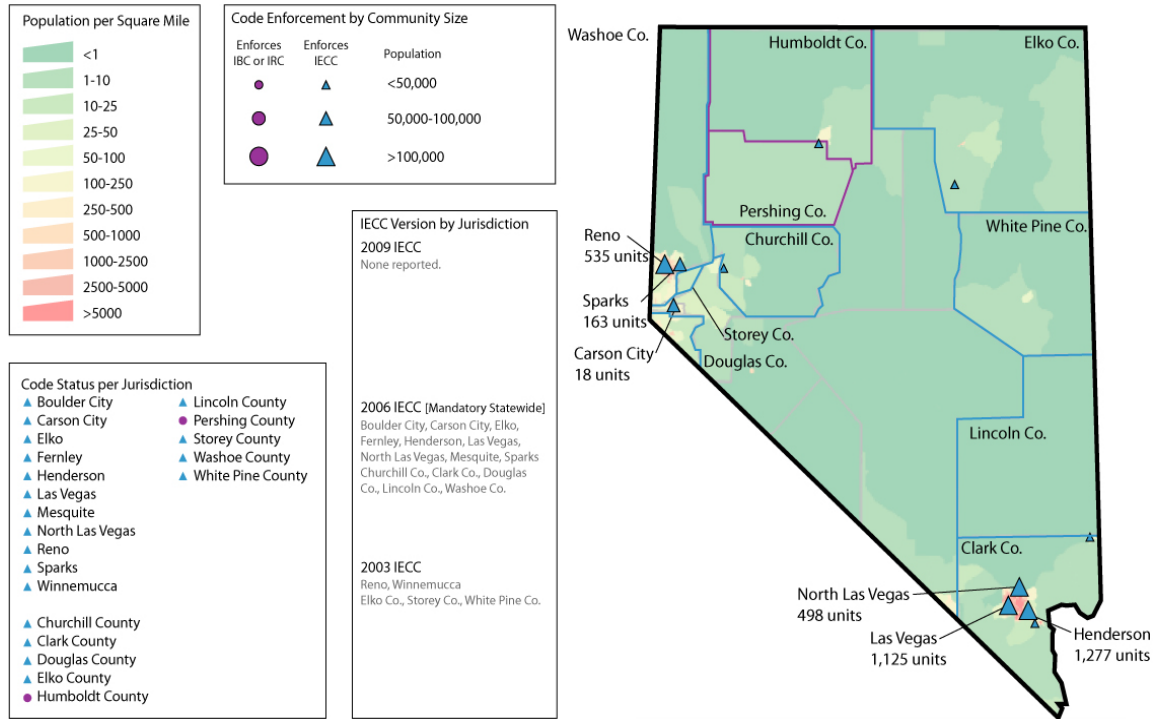 Population per Square Mile
<1
1-10
10-25
25-50
50-100
100-250
250-500
500-1000
1000-2500
2500-5000
>5000
Code Enforcement by Community Size
Enforces
IBC or IRC
Enforces
IECC
Population
<50,000
50,000-100,000
>100,000
IECC Version by Jurisdiction
2009 IECC
None reported.
2006 IECC [Mandatory Statewide]
Boulder City, Carson City, Elko,
Fernley, Henderson, Las Vegas,
North Las Vegas, Mesquite, Sparks
Churchill Co., Clark Co., Douglas
Co., Lincoln Co., Washoe Co.
2003 IECC
Reno, Winnemucca
Elko Co., Storey Co., White Pine Co.
Code Status per Jurisdiction
Boulder City
Carson City
Elko
Fernley
Henderson
Las Vegas
Mesquite
North Las Vegas
Reno
Sparks
Winnemucca
Churchill County
Clark County
Douglas County
Elko County
Humboldt County
Lincoln County
Pershing County
Storey County
Washoe County
White Pine County
Washoe Co.
Humboldt Co.
Elko Co.
Pershing Co.
Churchill Co.
White Pine Co.
Reno
535 units
Sparks
163 units
Carson City
18 units
Storey Co.
Douglas Co.
Lincoln Co.
Clark Co.
North Las Vegas
498 units
Las Vegas
1,125 units
Henderson
1,277 units